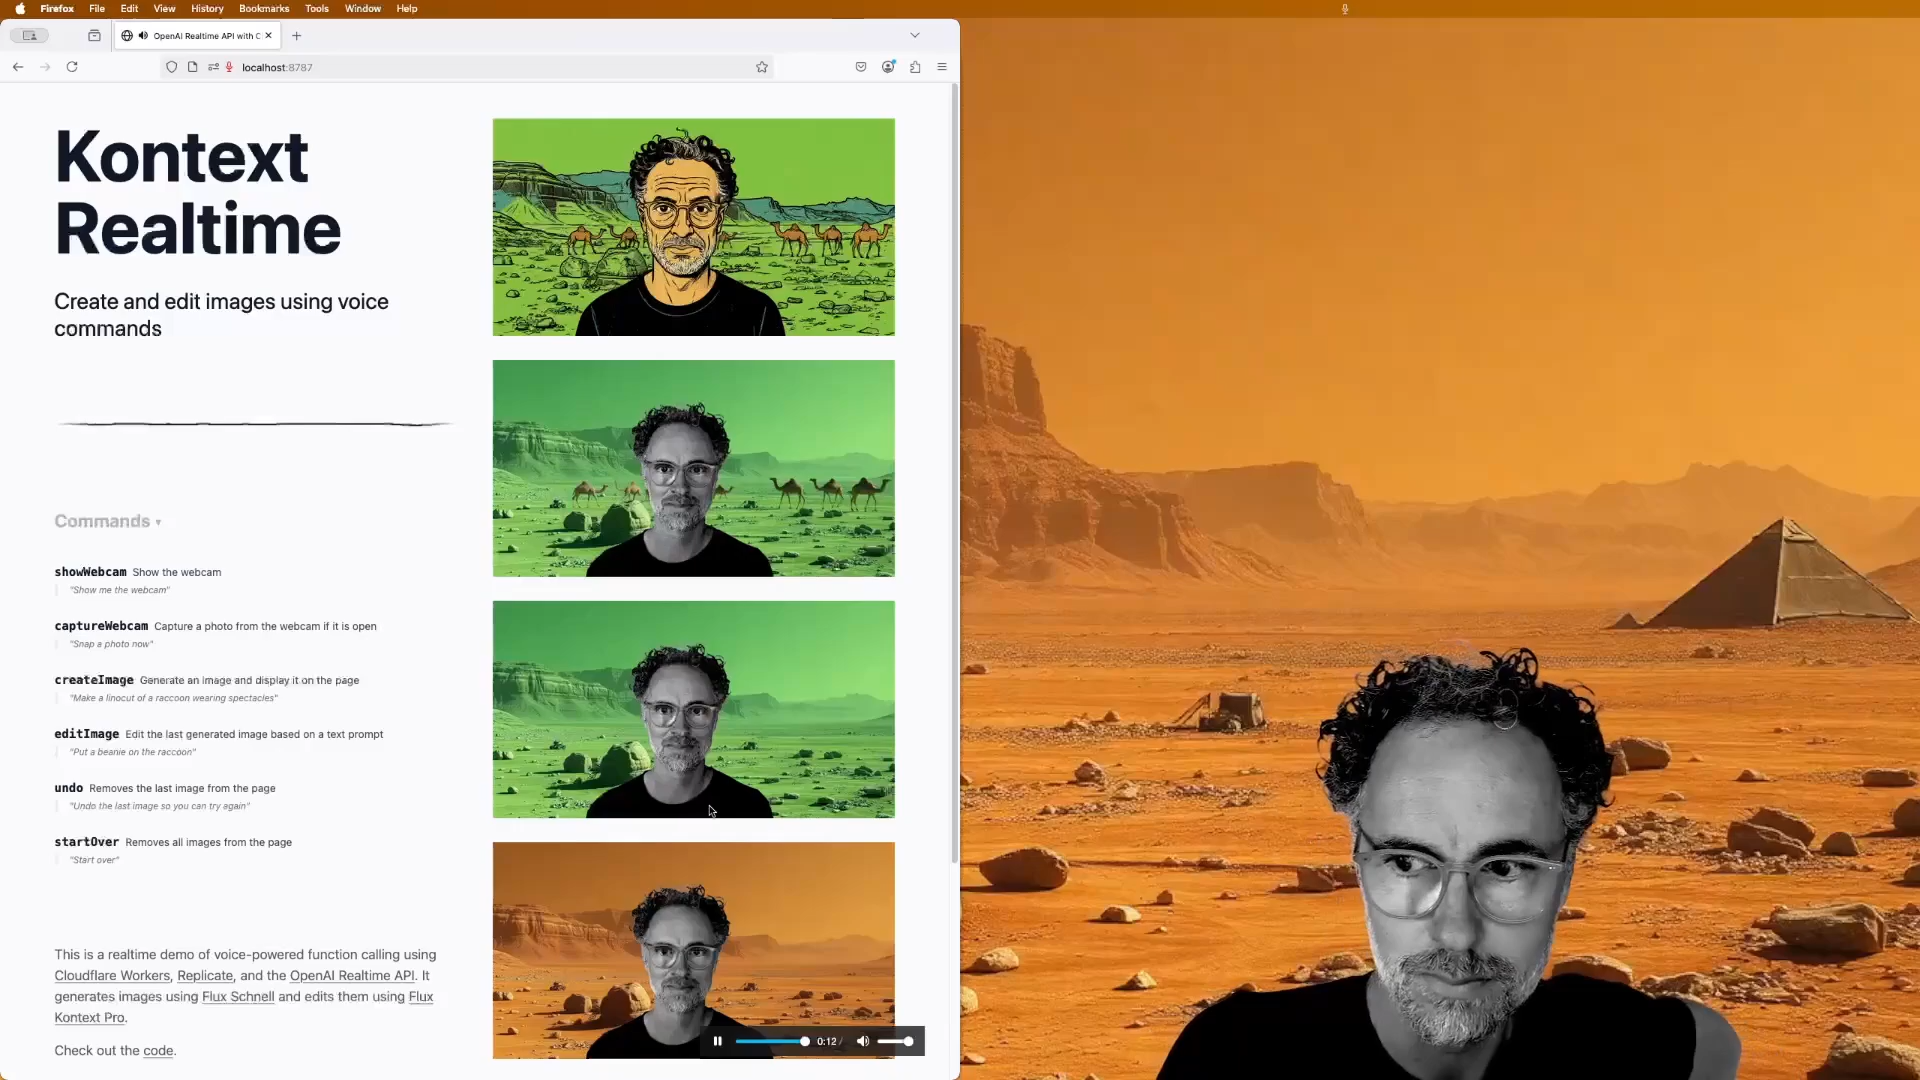 Firefox File Edit View History Bookmarks Tools Window Help
OpenAI Realtime API with C
localhost:8787
Kontext
Realtime
Create and edit images using voice
commands
Commands
showWebcam Show the webcam
"Show me the webcam"
captureWebcam Capture a photo from the webcam if it is open
"Snap a photo now"
createImage Generate an image and display it on the page
"Make a linocut of a raccoon wearing spectacles"
editImage Edit the last generated image based on a text prompt
"Put a beanie on the raccoon"
undo Removes the last image from the page
"Undo the last image so you can try again"
startOver Removes all images from the page
"Start over"
This is a realtime demo of voice-powered function calling using
Cloudflare Workers, Replicate, and the OpenAI Realtime API. It
generates images using Flux Schnell and edits them using Flux
Kontext Pro.
Check out the code.
0:12 /